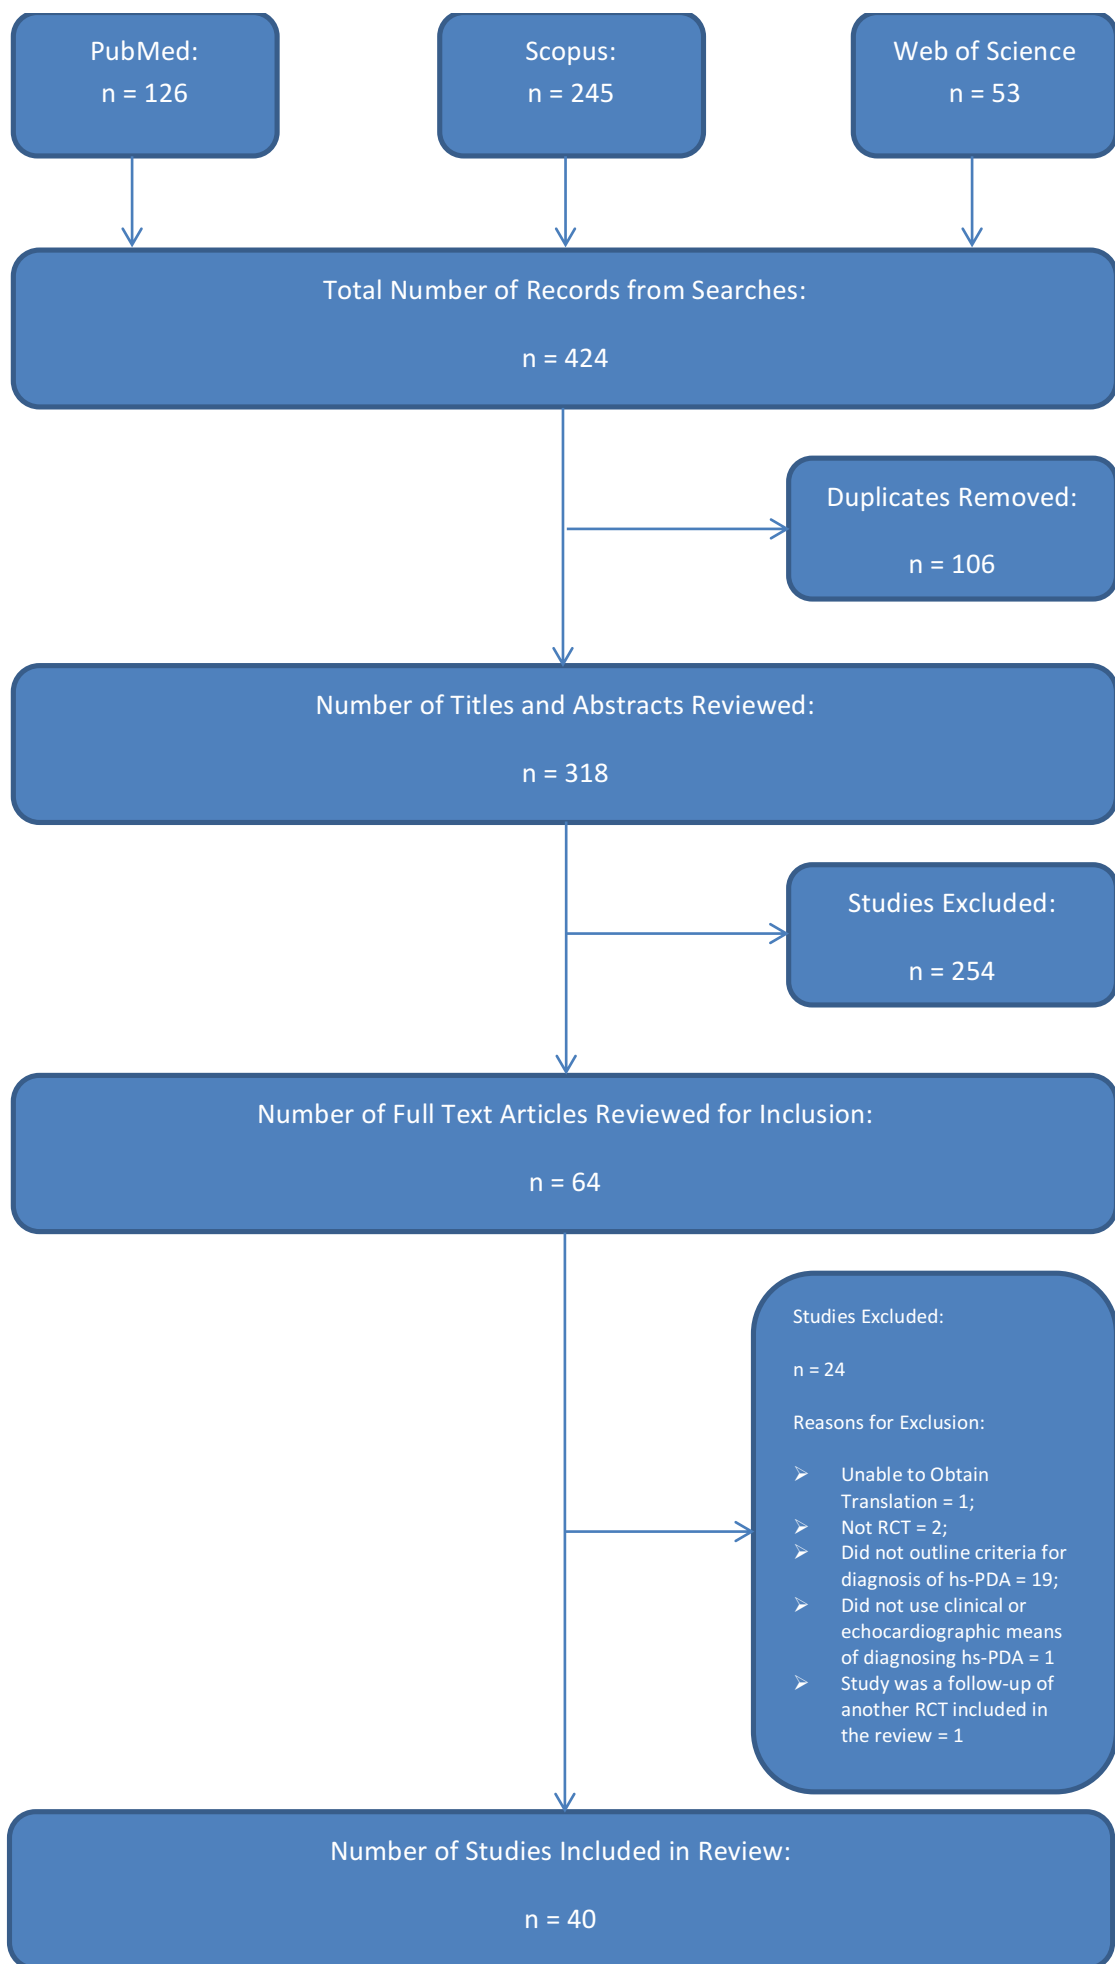 PubMed:
n = 126
Scopus:
n = 245
Web of Science
n = 53
Total Number of Records from Searches:
n = 424
Duplicates Removed:
n = 106
Number of Titles and Abstracts Reviewed:
n = 318
Studies Excluded:
n = 254
Number of Full Text Articles Reviewed for Inclusion:
n = 64
Studies Excluded:
n = 24
Reasons for Exclusion:
➢ Unable to Obtain
Translation = 1;
➢ Not RCT = 2;
➢ Did not outline criteria for
diagnosis of hs-PDA = 19;
➢ Did not use clinical or
echocardiographic means
of diagnosing hs-PDA = 1
➢ Study was a follow-up of
another RCT included in
the review = 1
Number of Studies Included in Review:
n = 40